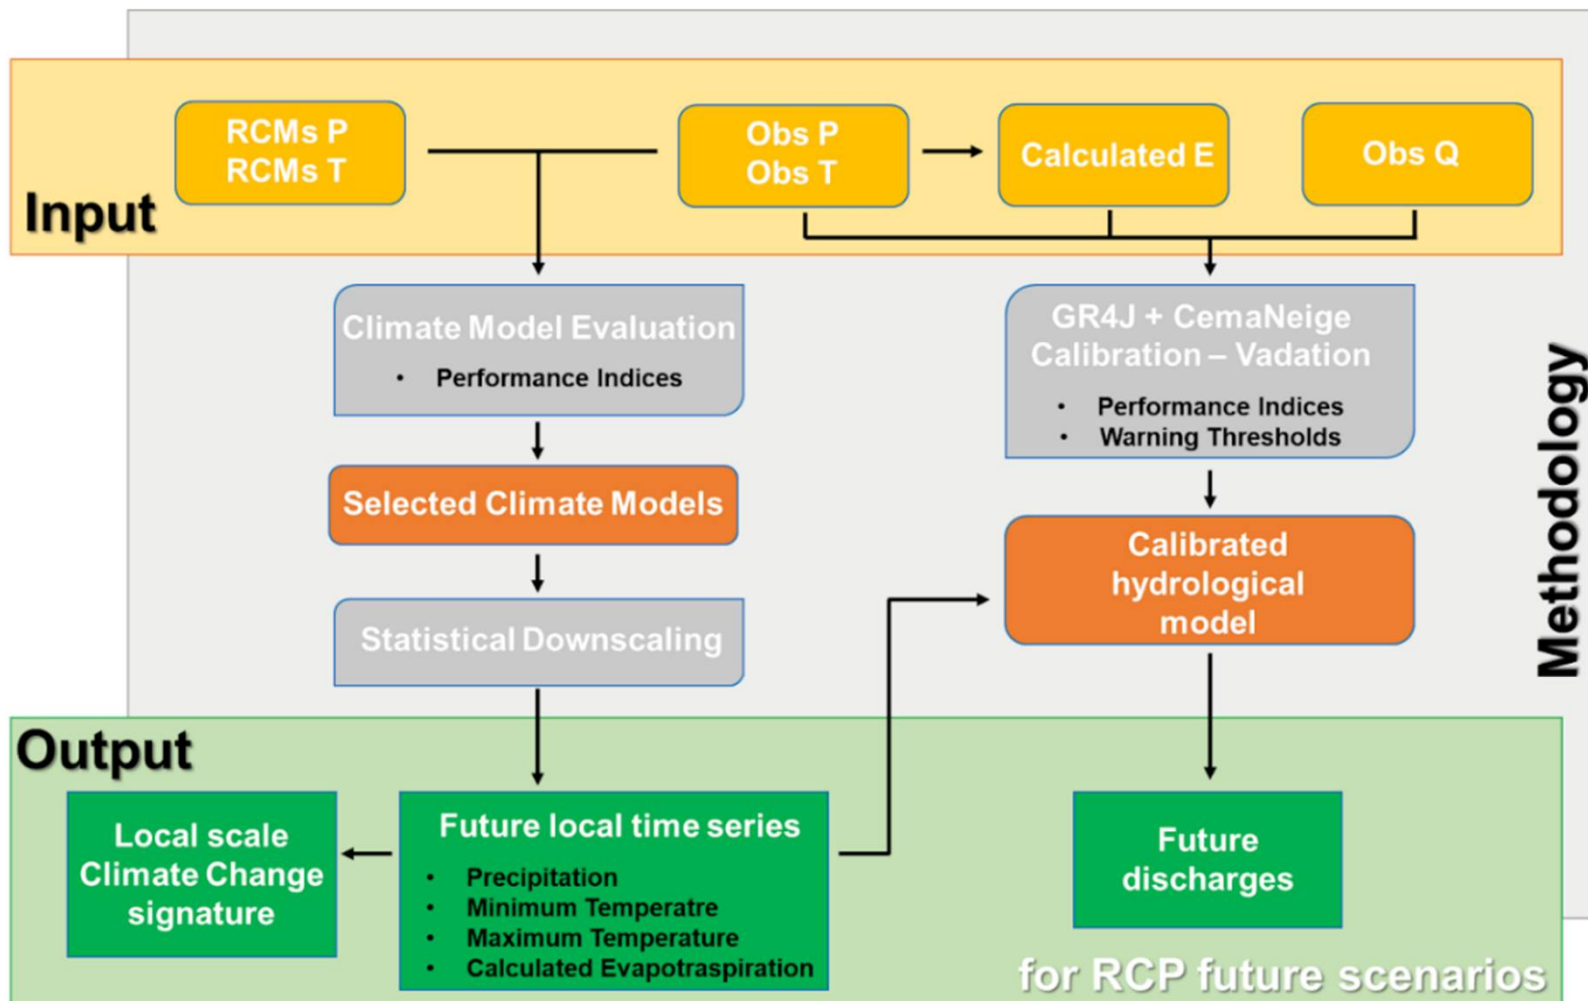 Input
RCMs P
RCMs T
Obs P
Obs T
Calculated E
Obs Q
Climate Model Evaluation
• Performance Indices
GR4J + CemaNeige
Calibration – Vadation
• Performance Indices
• Warning Thresholds
Methodology
Selected Climate Models
Calibrated
hydrological
model
Statistical Downscaling
Output
Local scale
Climate Change
signature
Future local time series
• Precipitation
• Minimum Temperatre
• Maximum Temperature
• Calculated Evapotraspiration
Future
discharges
for RCP future scenarios